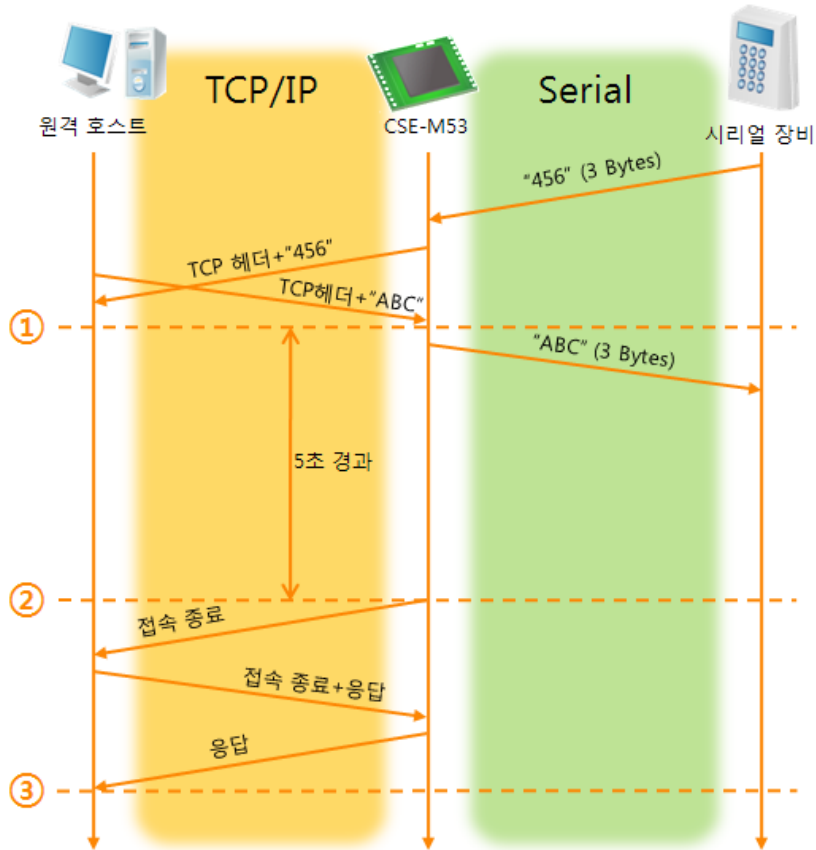 TCP/IP
Serial
원격 호스트
CSE-M53
시리얼 장비
"456" (3 Bytes)
TCP 헤더+"456"
TCP헤더+"ABC"
①
"ABC" (3 Bytes)
5초 경과
②
접속 종료
접속 종료+응답
응답
③